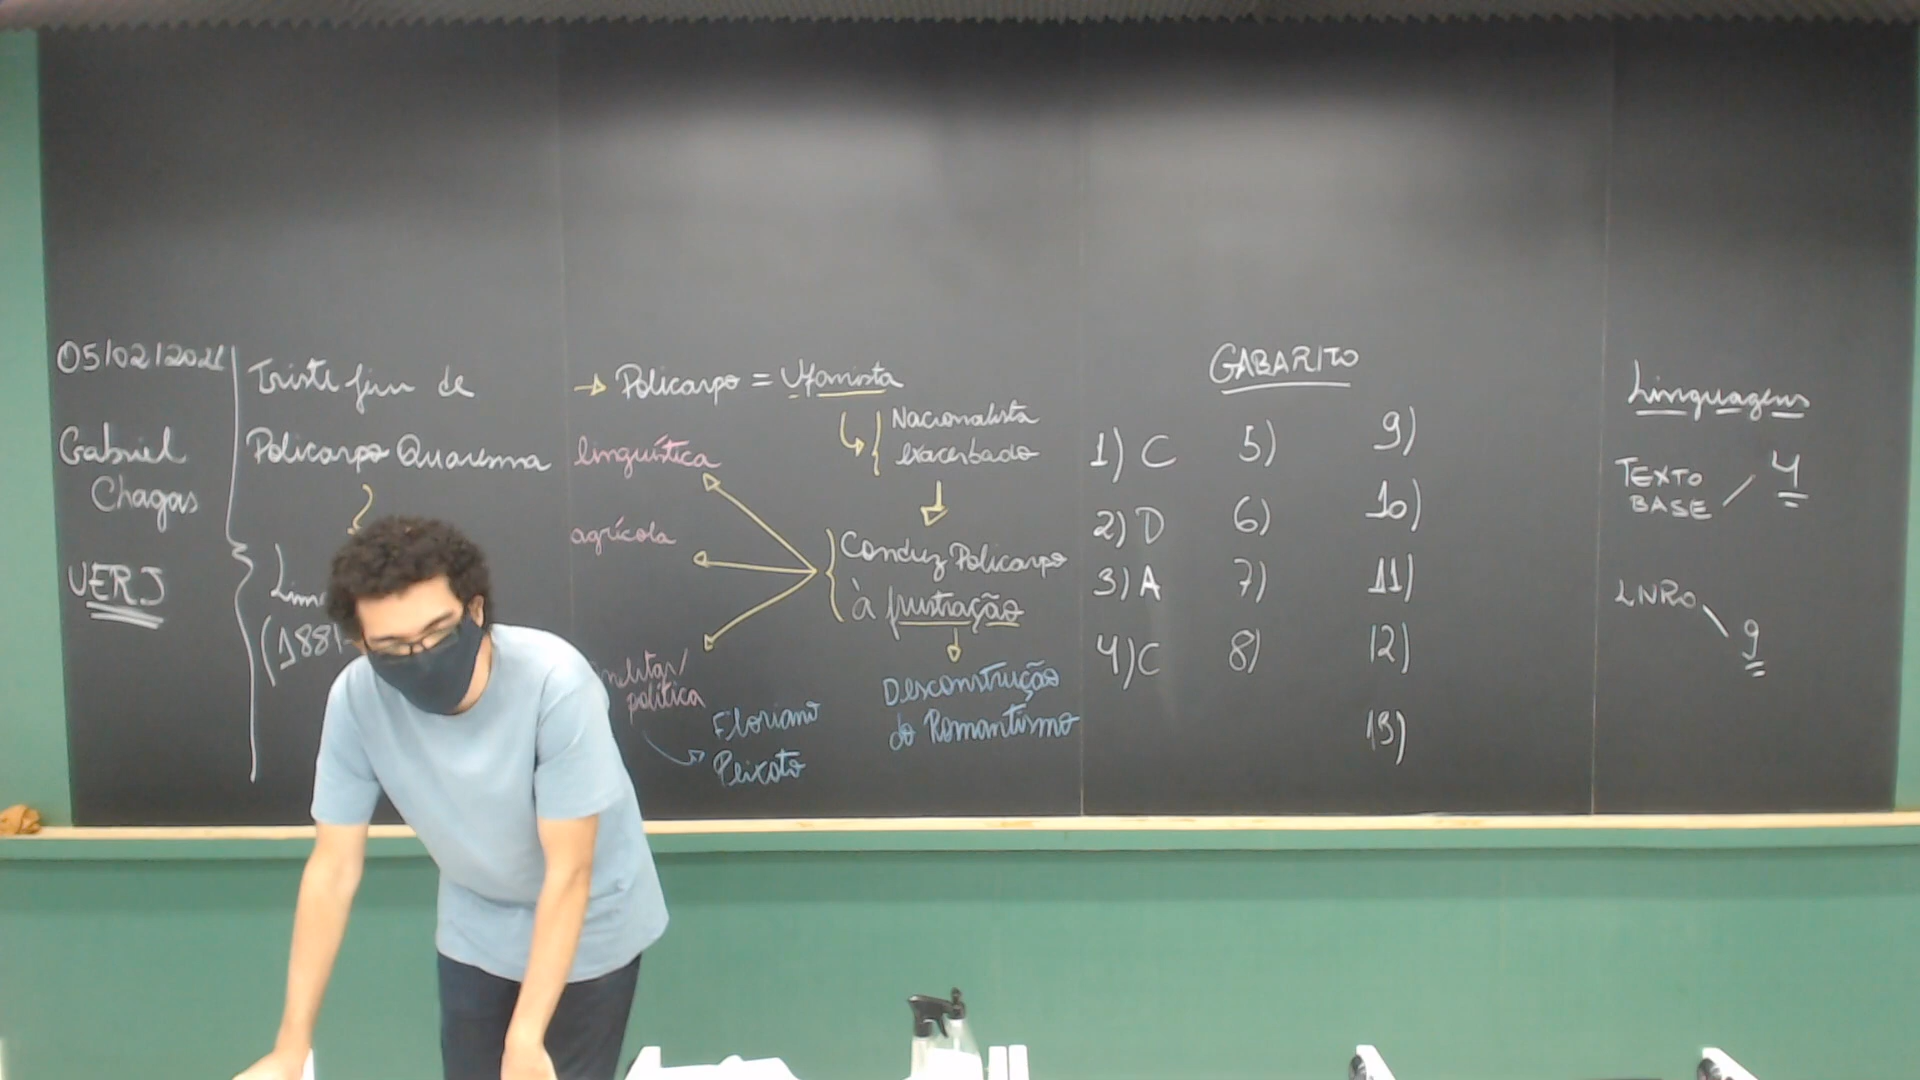 05/02/2021
Gabriel
Chagas
UERJ
Triste fim de
Policarpo Quaresma
(1881-
→ Policarpo = Ufanista
Nacionalista
exacerbado
Conduz Policarpo
à frustração
Desconstrução
do Romantismo
linguística
agrícola
militar/
política
Floriano
Peixoto
GABARITO
1) C
2) D
3) A
4) C
5)
6)
7)
8)
9)
10)
11)
12)
13)
Linguagens
TEXTO
BASE / 4
LIVRO \ 9